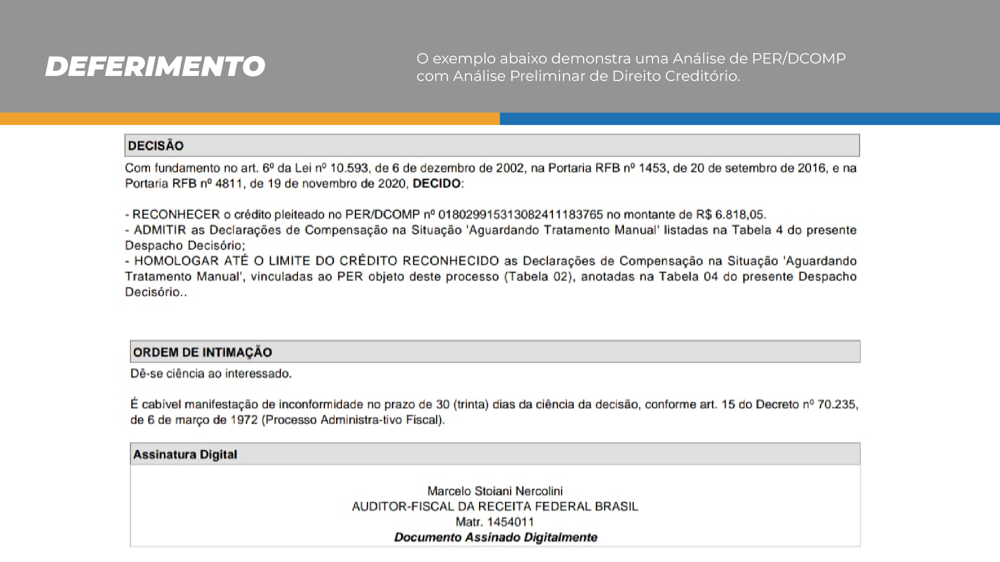 DEFERIMENTO
O exemplo abaixo demonstra uma Análise de PER/DCOMP
com Análise Preliminar de Direito Creditório.
DECISÃO
Com fundamento no art. 6º da Lei nº 10.593, de 6 de dezembro de 2002, na Portaria RFB nº 1453, de 20 de setembro de 2016, e na
Portaria RFB nº 4811, de 19 de novembro de 2020, DECIDO:
- RECONHECER o crédito pleiteado no PER/DCOMP nº 018029915313082411183765 no montante de R$ 6.818,05.
- ADMITIR as Declarações de Compensação na Situação 'Aguardando Tratamento Manual' listadas na Tabela 4 do presente
Despacho Decisório;
- HOMOLOGAR ATÉ O LIMITE DO CRÉDITO RECONHECIDO as Declarações de Compensação na Situação 'Aguardando
Tratamento Manual', vinculadas ao PER objeto deste processo (Tabela 02), anotadas na Tabela 04 do presente Despacho
Decisório..
ORDEM DE INTIMAÇÃO
Dê-se ciência ao interessado.
É cabível manifestação de inconformidade no prazo de 30 (trinta) dias da ciência da decisão, conforme art. 15 do Decreto nº 70.235,
de 6 de março de 1972 (Processo Administra-tivo Fiscal).
Assinatura Digital
Marcelo Stoiani Nercolini
AUDITOR-FISCAL DA RECEITA FEDERAL BRASIL
Matr. 1454011
Documento Assinado Digitalmente